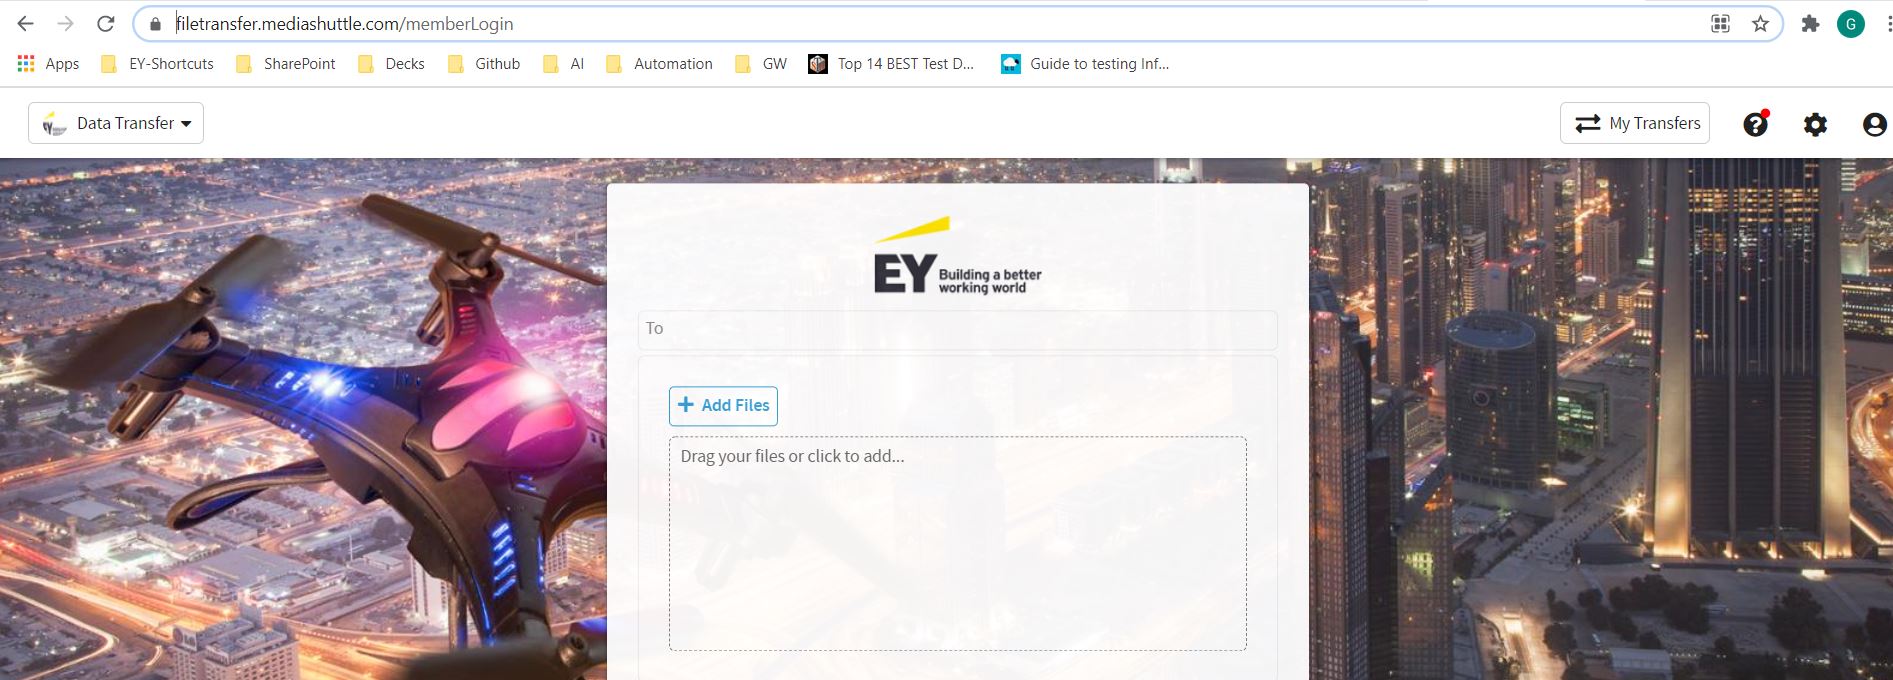 filetransfer.mediashuttle.com/memberLogin
G
Apps EY-Shortcuts SharePoint Decks Github AI Automation GW Top 14 BEST Test D... Guide to testing Inf...
EY Data Transfer My Transfers ?
EY Building a better
working world
To
+ Add Files
Drag your files or click to add...